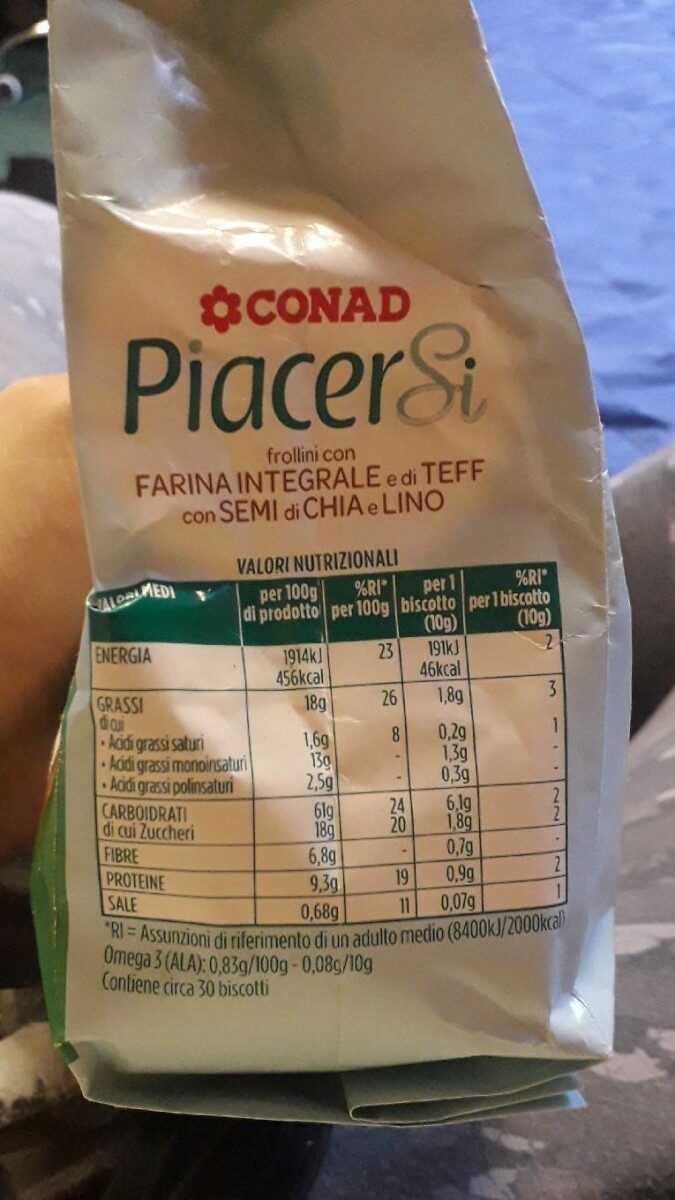 CONAD
PiacerSi
frollini con
FARINA INTEGRALE e di TEFF
con SEMI di CHIA e LINO
VALORI NUTRIZIONALI
VALORI MEDI per 100g di prodotto %RI* per 100g per 1 biscotto (10g) %RI* per 1 biscotto (10g)
ENERGIA 1914kJ 23 191kJ 2
456kcal 46kcal
GRASSI 18g 26 1,8g 3
di cui
• Acidi grassi saturi 1,6g 8 0,2g 1
• Acidi grassi monoinsaturi 13g - 1,3g -
• Acidi grassi polinsaturi 2,5g - 0,3g -
CARBOIDRATI 61g 24 6,1g 2
di cui Zuccheri 18g 20 1,8g 2
FIBRE 6,8g - 0,7g -
PROTEINE 9,3g 19 0,9g 2
SALE 0,68g 11 0,07g 1
*RI = Assunzioni di riferimento di un adulto medio (8400kJ/2000kcal)
Omega 3 (ALA): 0,83g/100g - 0,08g/10g
Contiene circa 30 biscotti